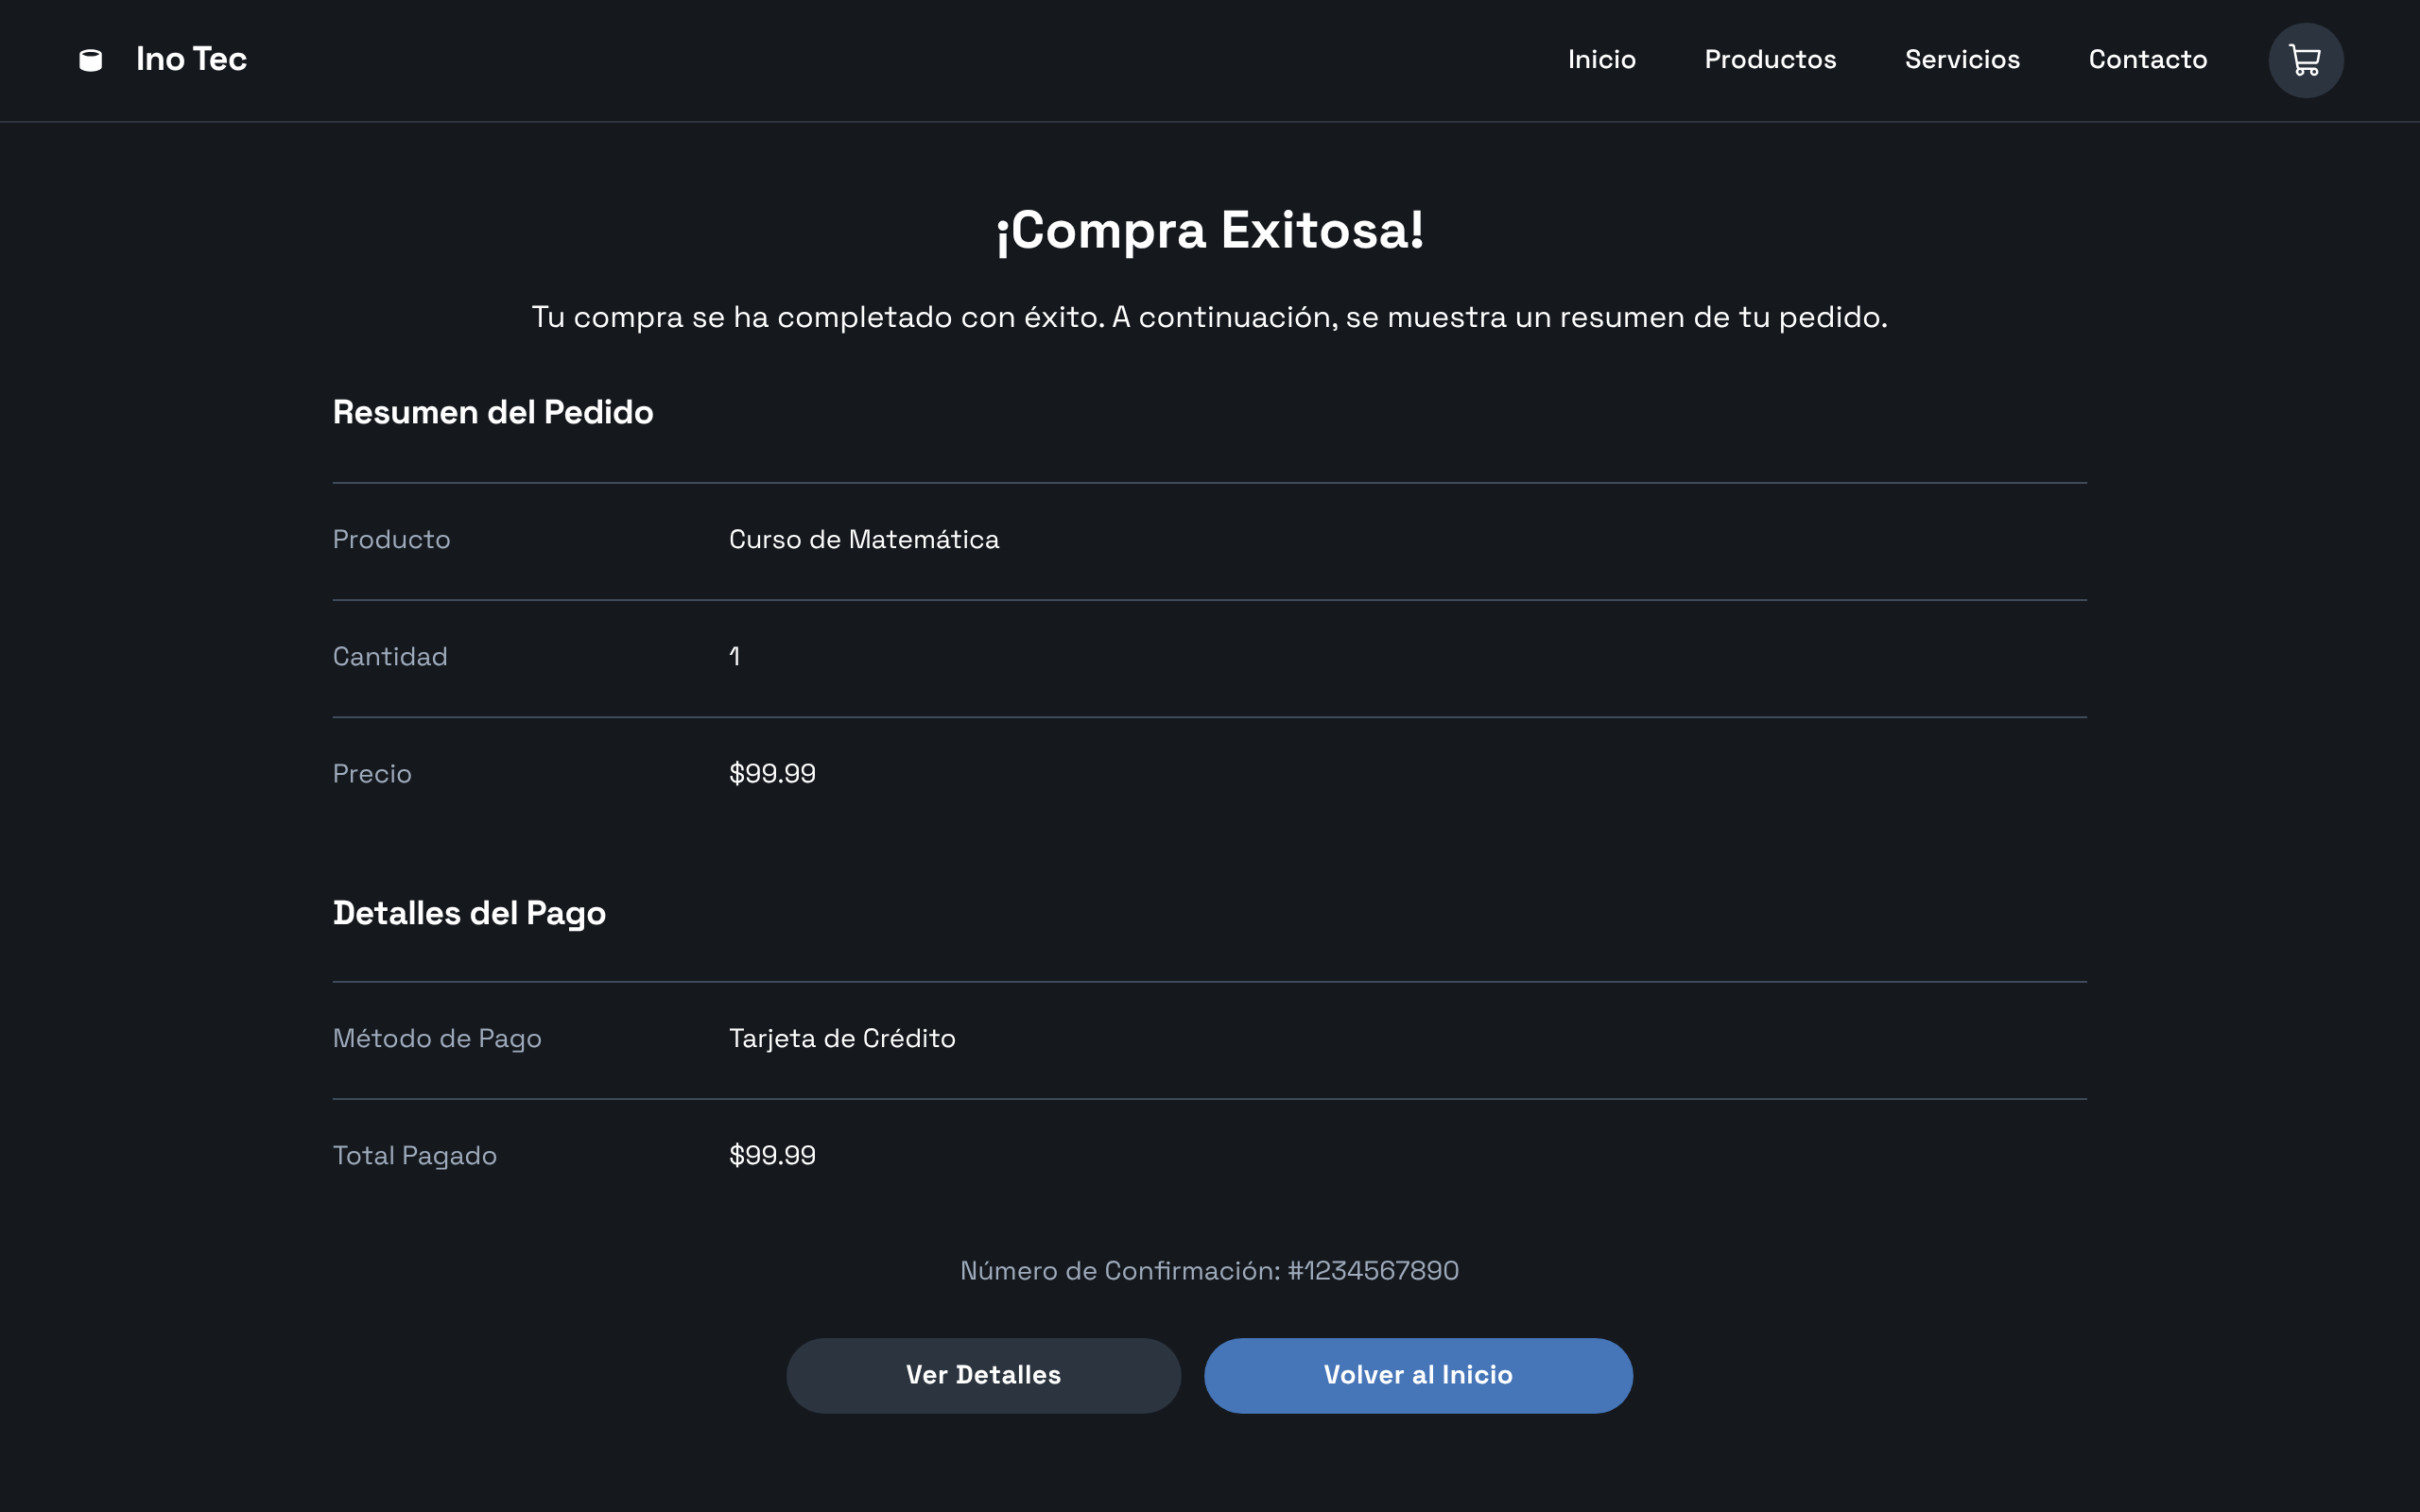 Ino Tec
Inicio Productos Servicios Contacto
¡Compra Exitosa!
Tu compra se ha completado con éxito. A continuación, se muestra un resumen de tu pedido.
Resumen del Pedido
Producto Curso de Matemática
Cantidad 1
Precio $99.99
Detalles del Pago
Método de Pago Tarjeta de Crédito
Total Pagado $99.99
Número de Confirmación: #1234567890
Ver Detalles Volver al Inicio